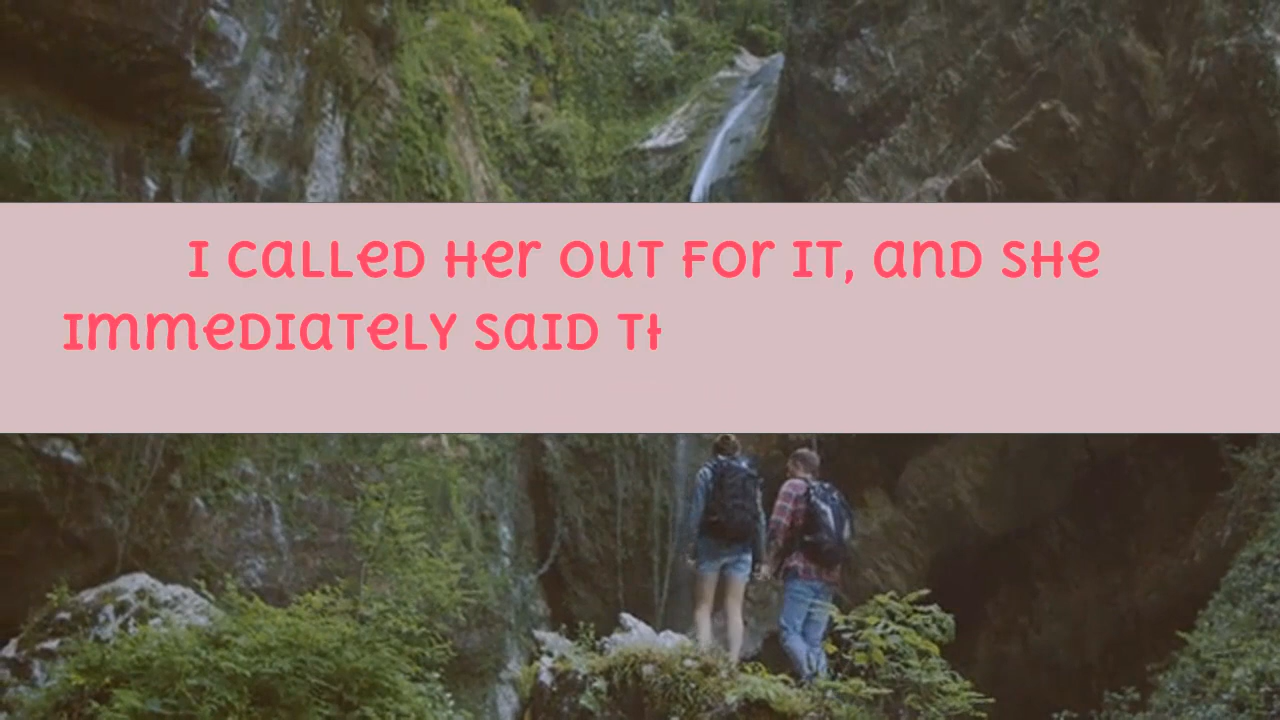 I called her out for it, and she
immediately said